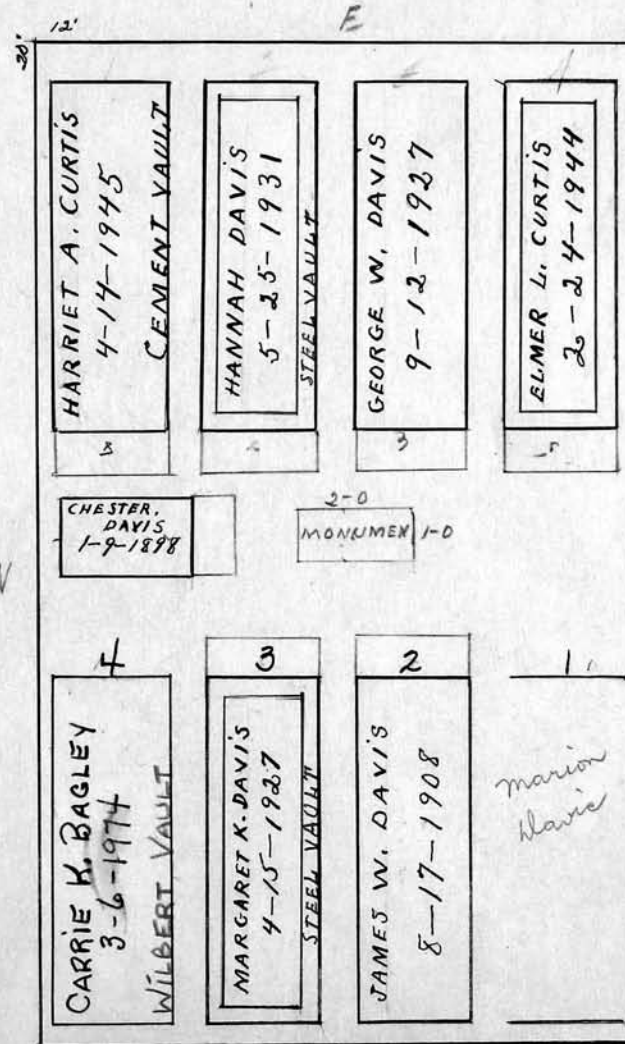 12'
20'
E
HARRIET A. CURTIS
4-14-1945
CEMENT VAULT
HANNAH DAVIS
5-25-1931
STEEL VAULT
GEORGE W. DAVIS
9-12-1927
ELMER L. CURTIS
2-24-1944
3
CHESTER.
DAVIS
1-9-1898
2-0
MONUMEN 1-0
4
3
2
1
CARRIE K. BAGLEY
3-6-1974
WILBERT VAULT
MARGARET K. DAVIS
4-15-1927
STEEL VAULT
JAMES W. DAVIS
8-17-1908
Marion
Davis